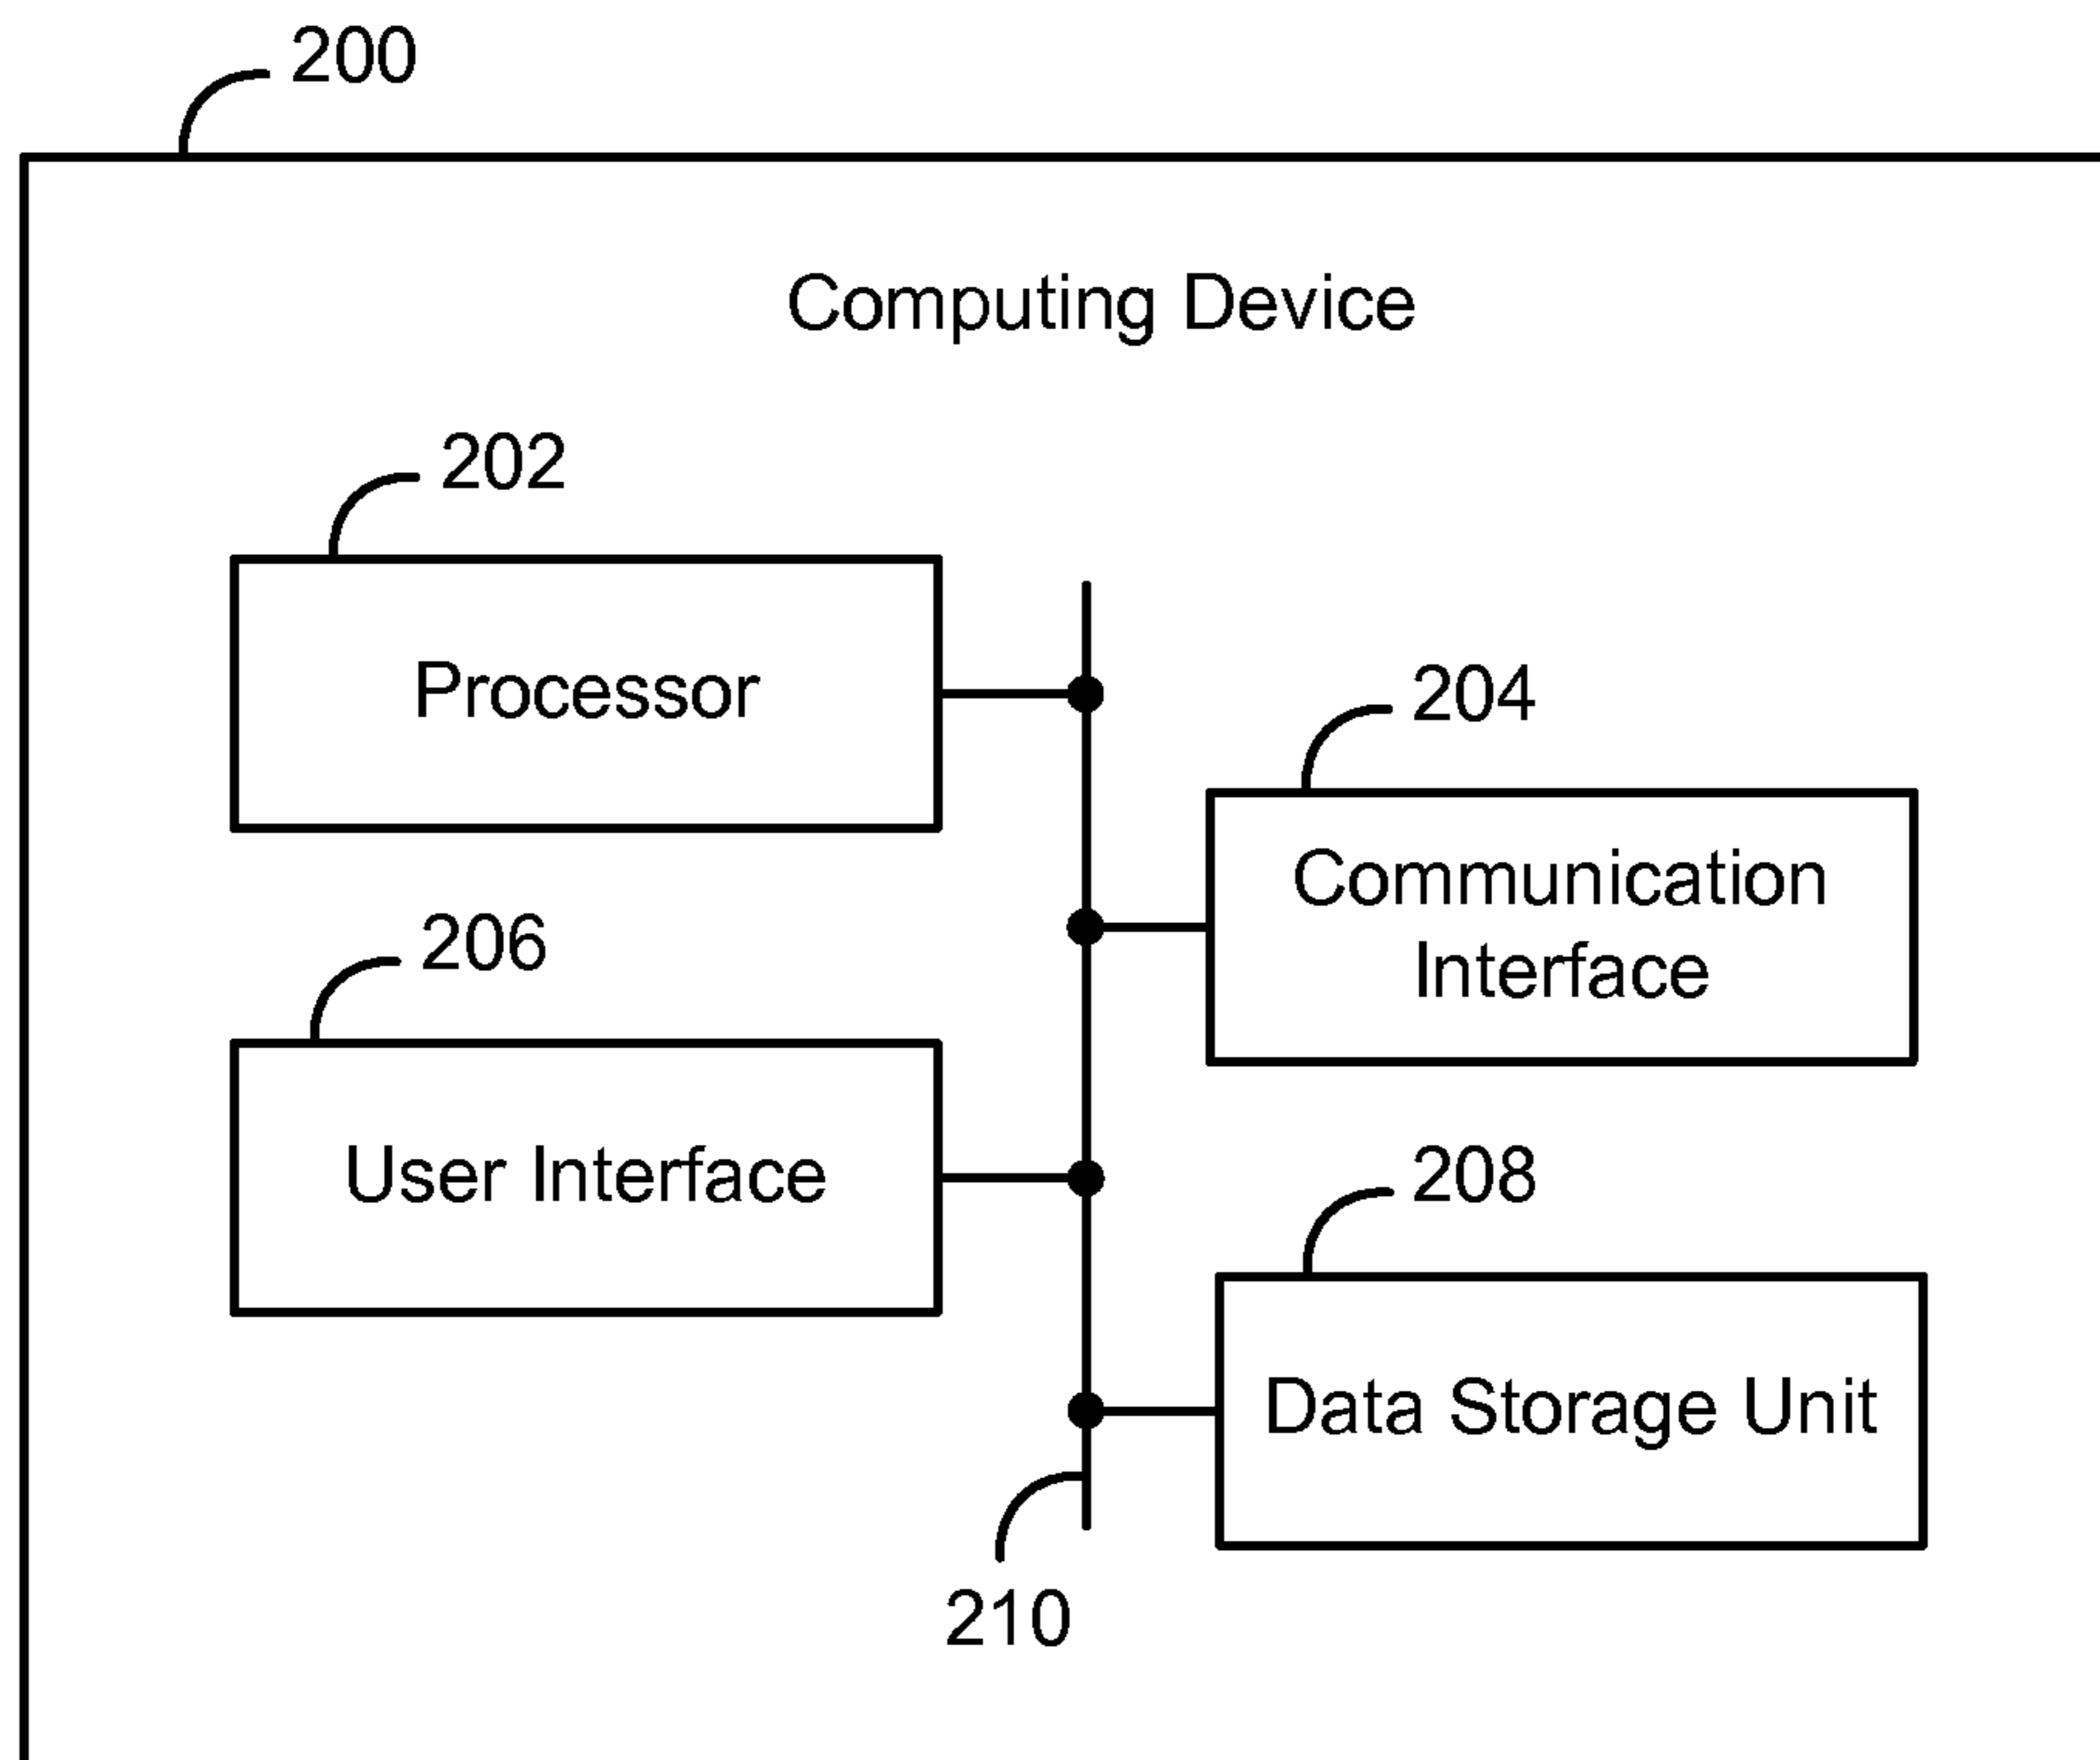 200
Computing Device
202
Processor
204
Communication
Interface
206
User Interface
208
Data Storage Unit
210